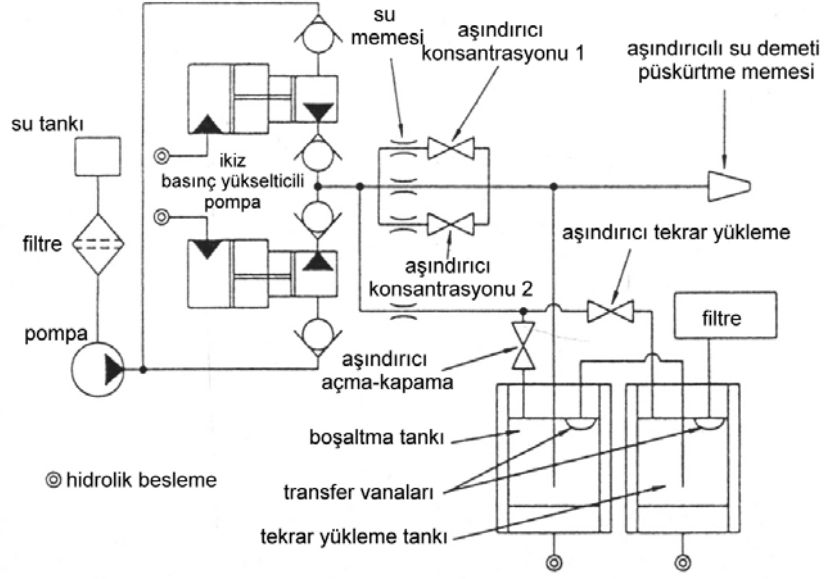 su
memesi
aşındırıcı
konsantrasyonu 1
aşındırıcılı su demeti
püskürtme memesi
su tankı
ikiz
basınç yükselticili
pompa
filtre
aşındırıcı
konsantrasyonu 2
aşındırıcı tekrar yükleme
pompa
aşındırıcı
açma-kapama
filtre
boşaltma tankı
hidrolik besleme
transfer vanaları
tekrar yükleme tankı